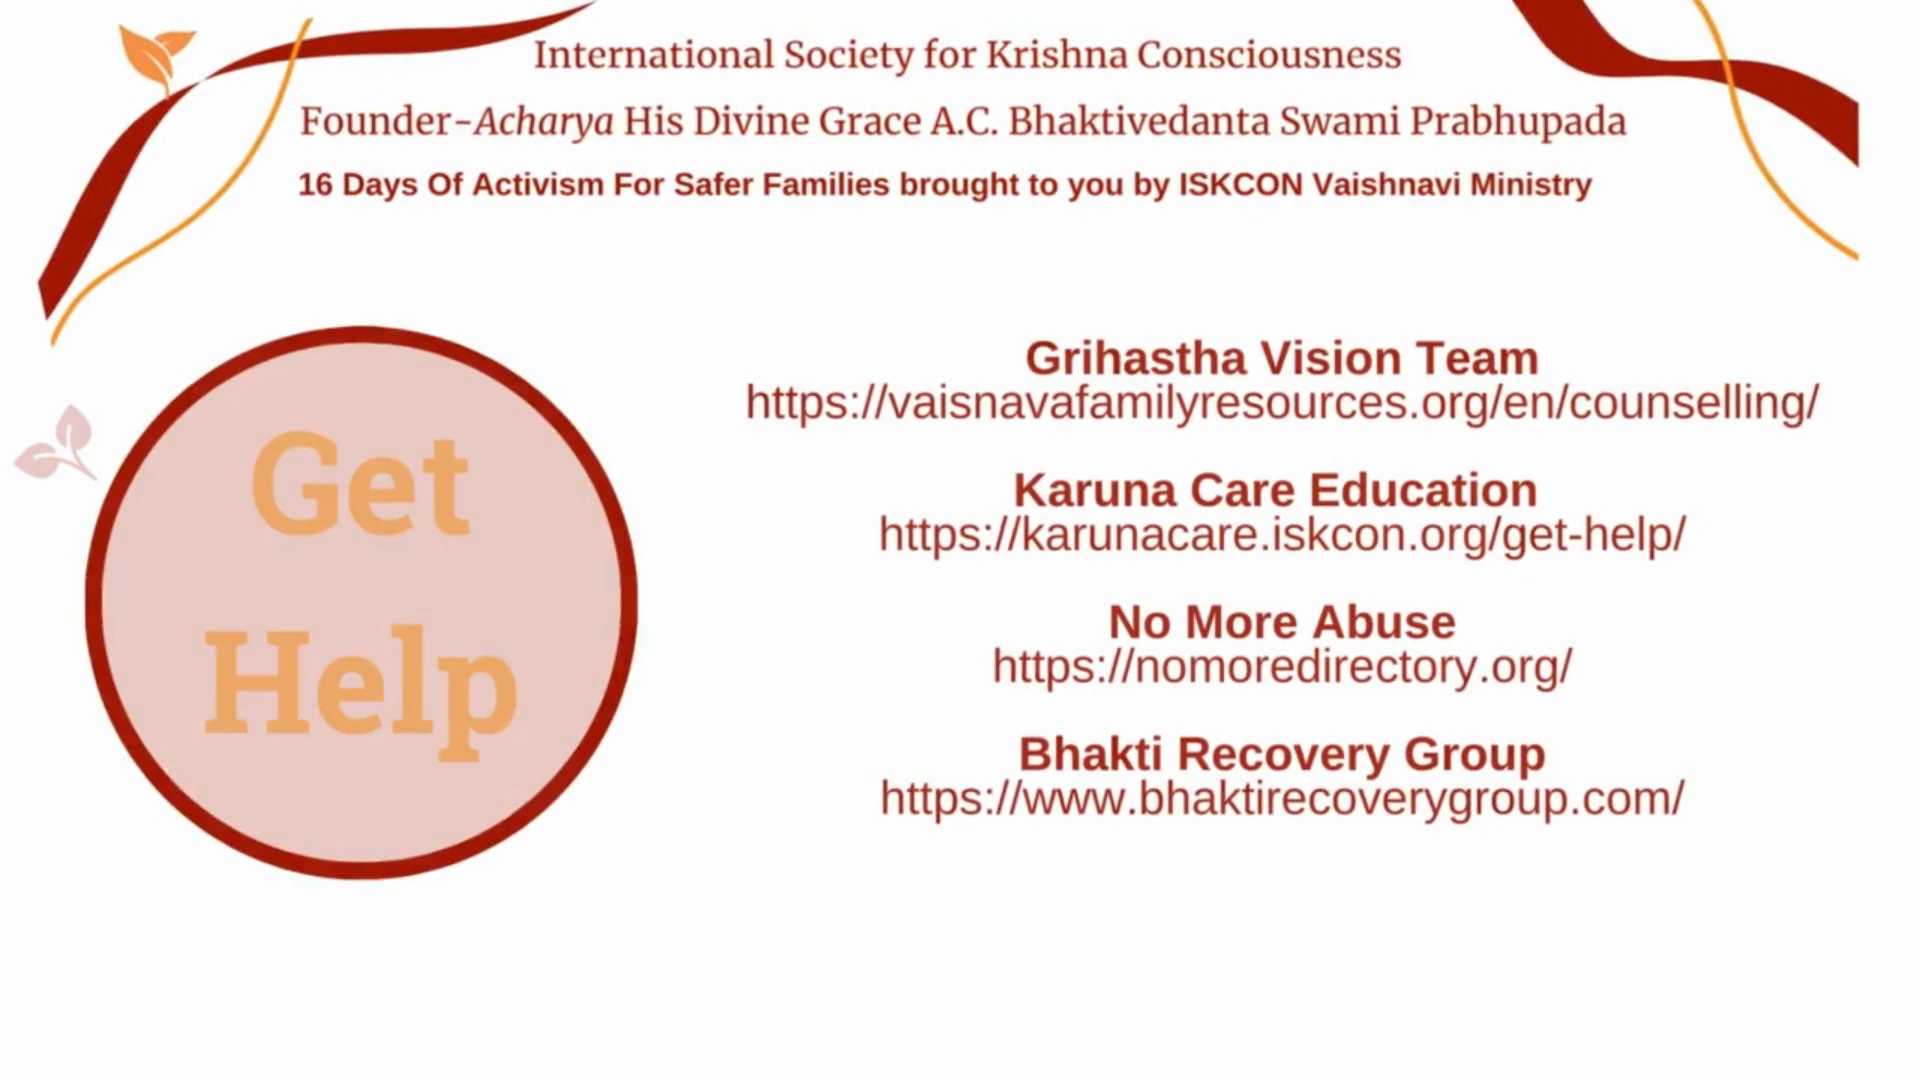 International Society for Krishna Consciousness
Founder-Acharya His Divine Grace A.C. Bhaktivedanta Swami Prabhupada
16 Days Of Activism For Safer Families brought to you by ISKCON Vaishnavi Ministry
Get
Help
Grihastha Vision Team
https://vaisnavafamilyresources.org/en/counselling/
Karuna Care Education
https://karunacare.iskcon.org/get-help/
No More Abuse
https://nomoredirectory.org/
Bhakti Recovery Group
https://www.bhaktirecoverygroup.com/